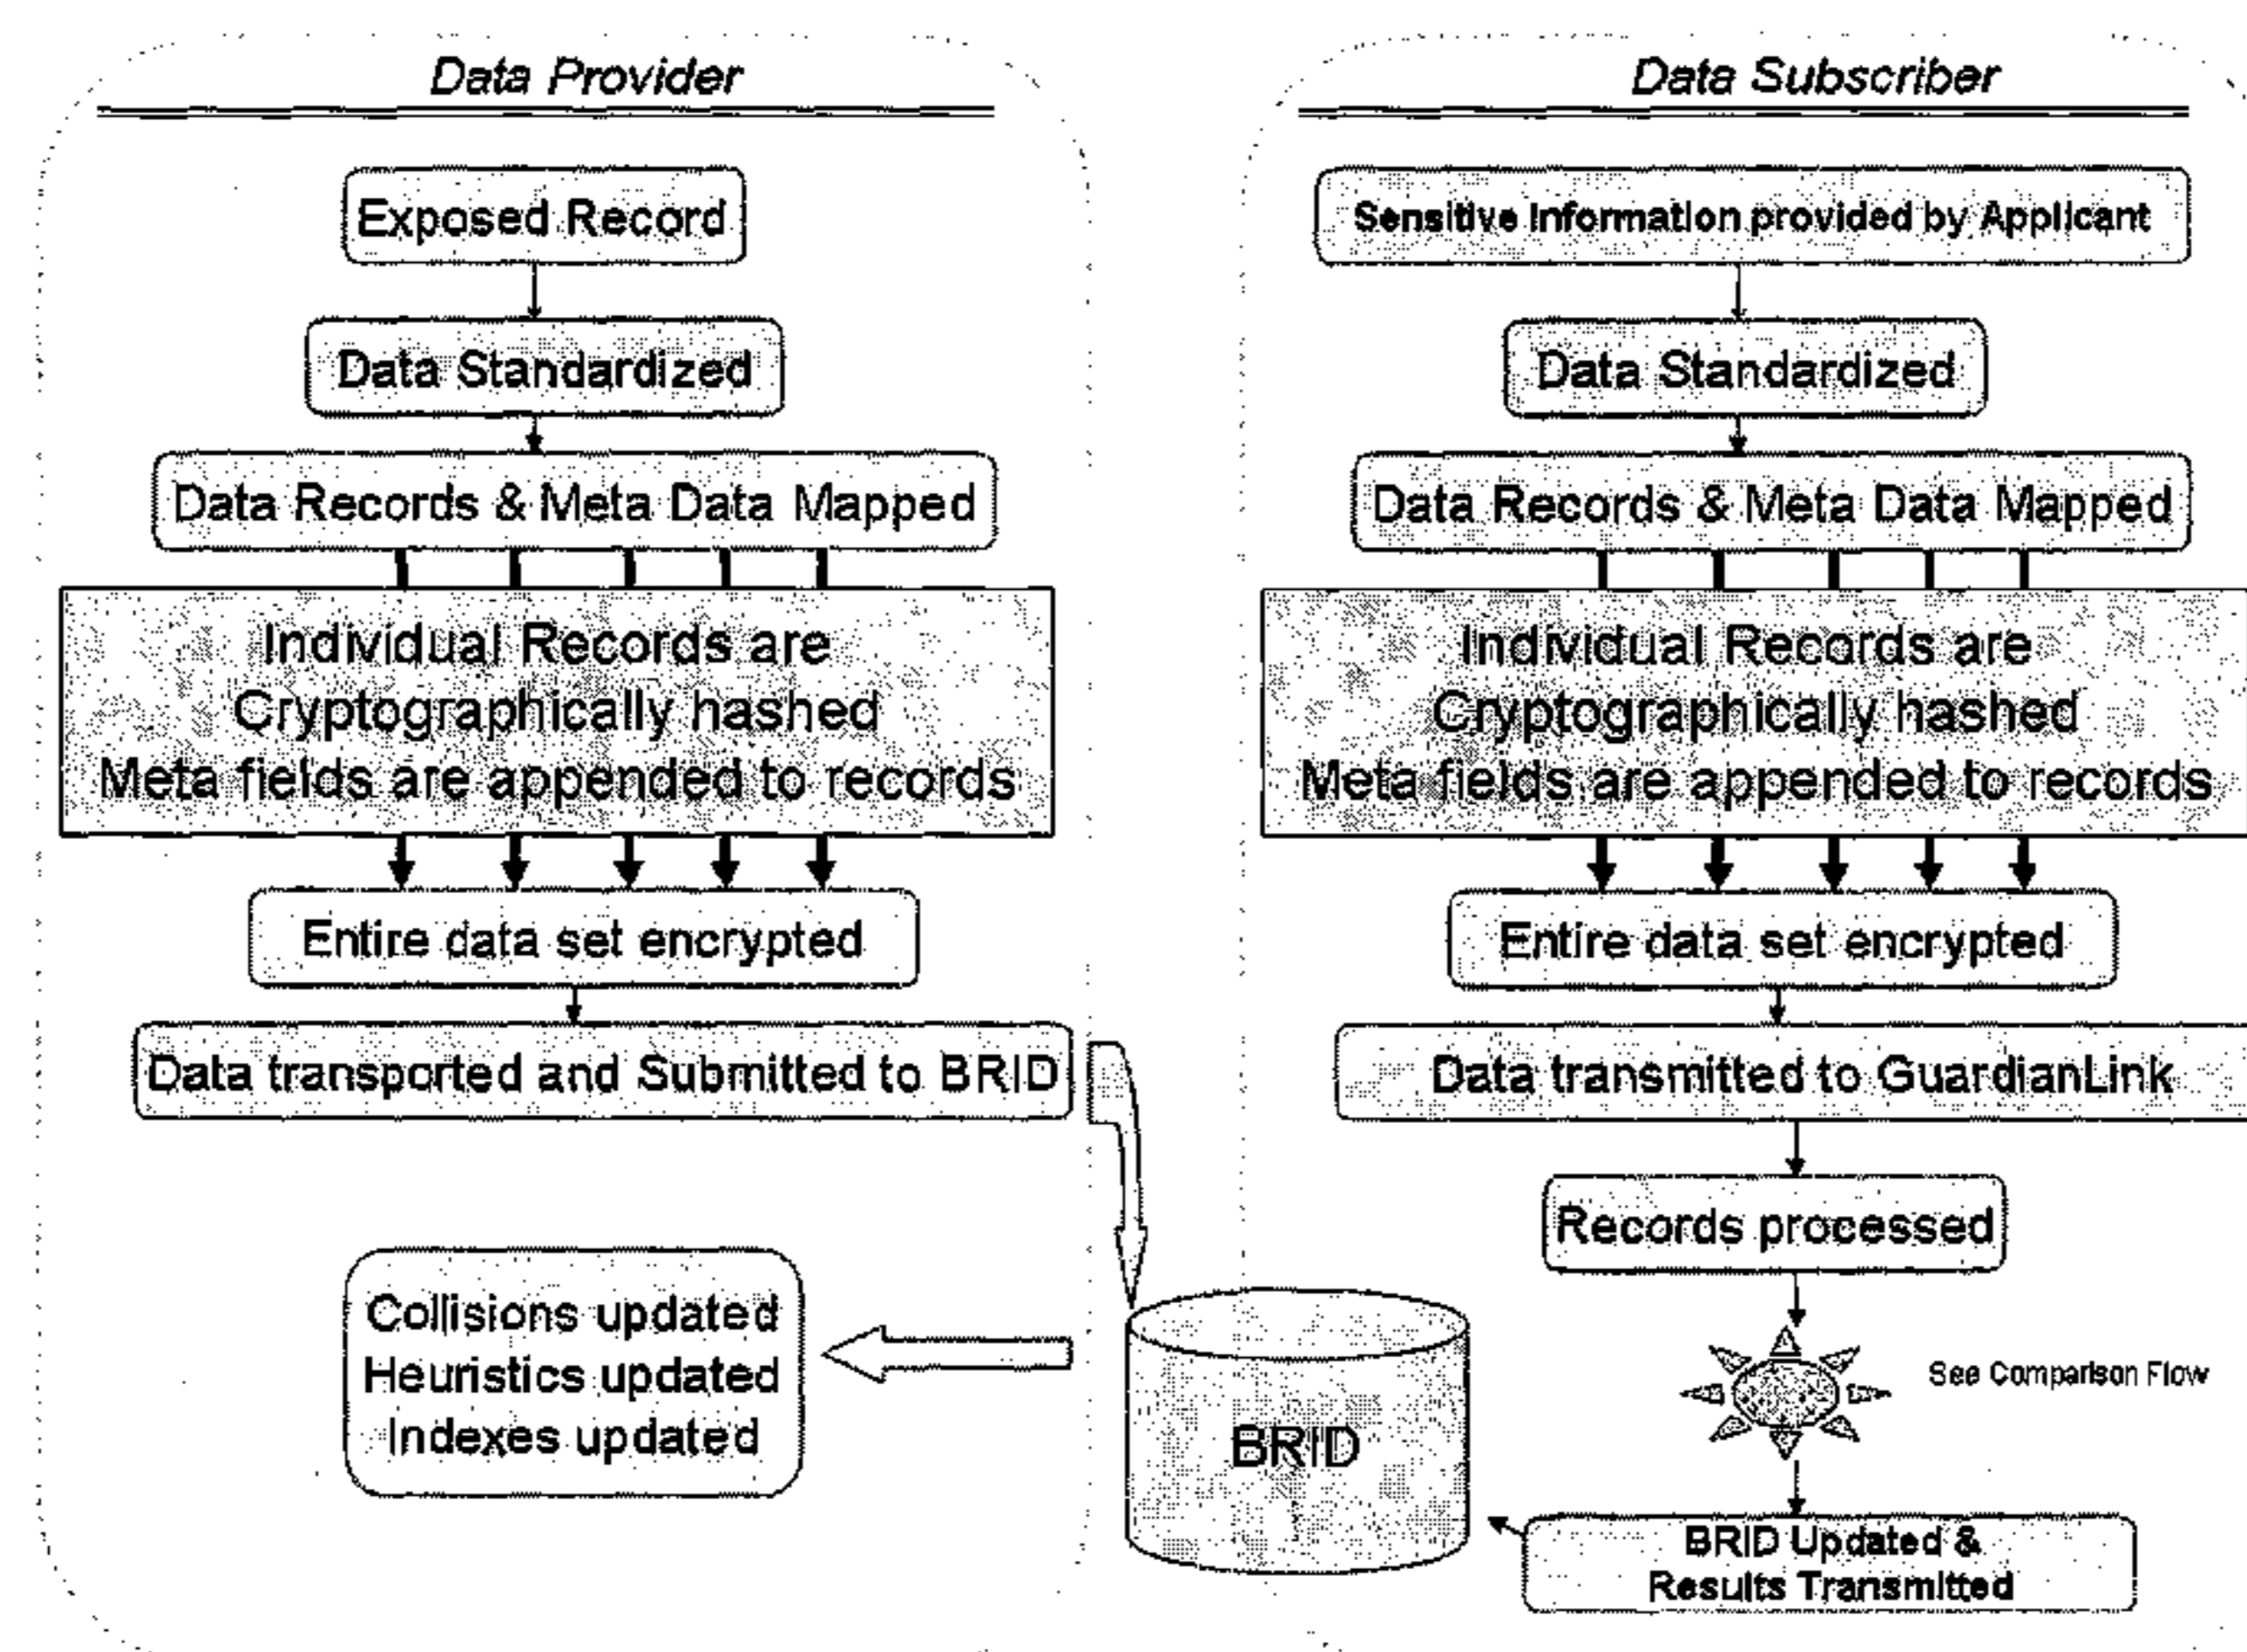 Data Provider
Exposed Record
Data Standardized
Data Records & Meta Data Mapped
Individual Records are
Cryptographically hashed
Meta fields are appended to records
Entire data set encrypted
Data transported and Submitted to BRID
Collisions updated
Heuristics updated
Indexes updated
BRID
Data Subscriber
Sensitive Information provided by Applicant
Data Standardized
Data Records & Meta Data Mapped
Individual Records are
Cryptographically hashed
Meta fields are appended to records
Entire data set encrypted
Data transmitted to GuardianLink
Records processed
See Comparison Flow
BRID Updated &
Results Transmitted